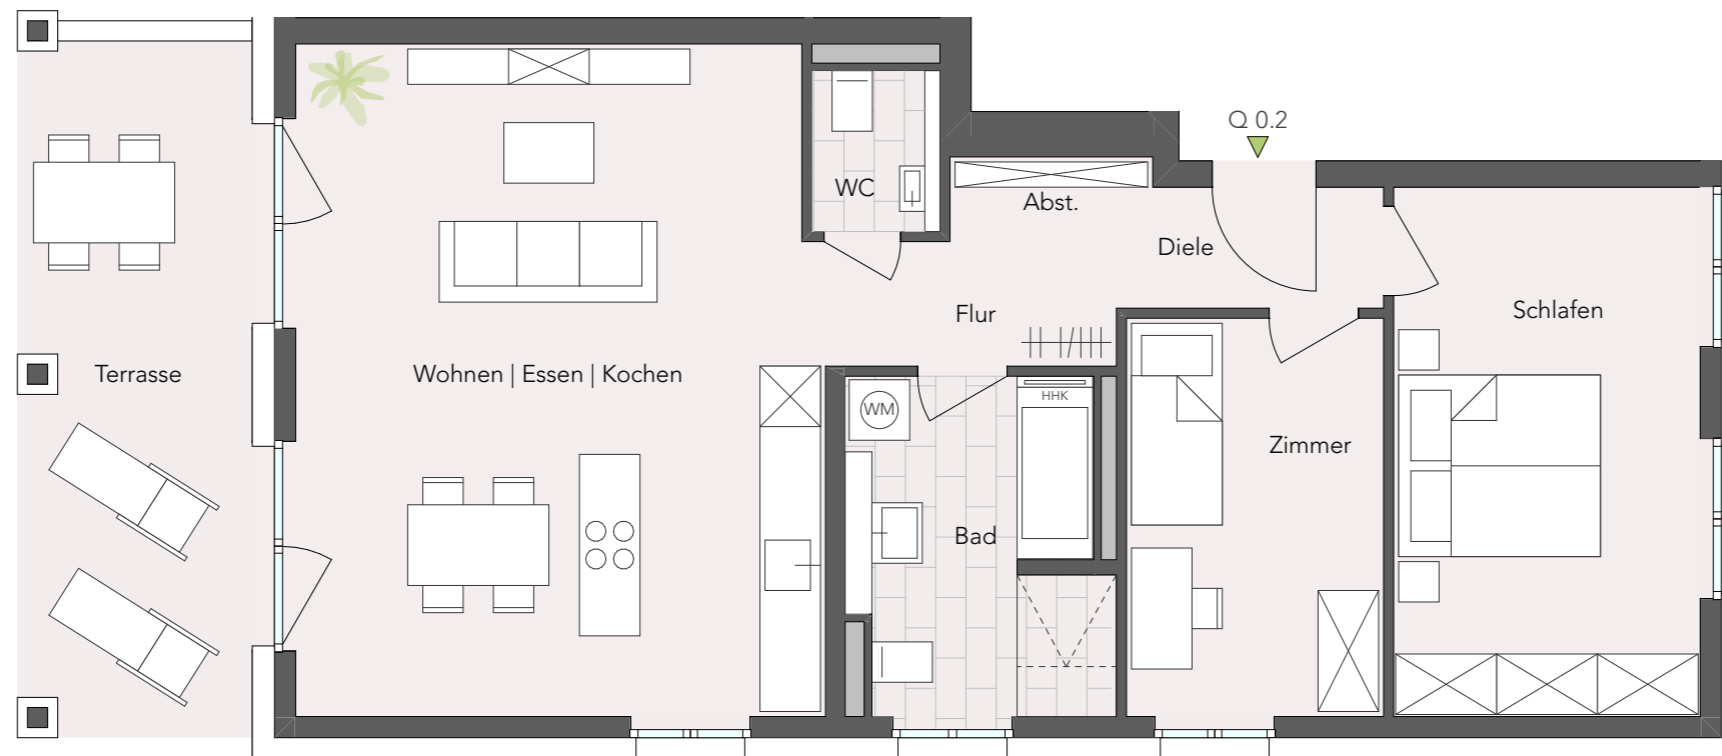 Q 0.2
WC
Abst.
Diele
Flur
Schlafen
Terrasse
Wohnen | Essen | Kochen
HHK
WM
Zimmer
Bad